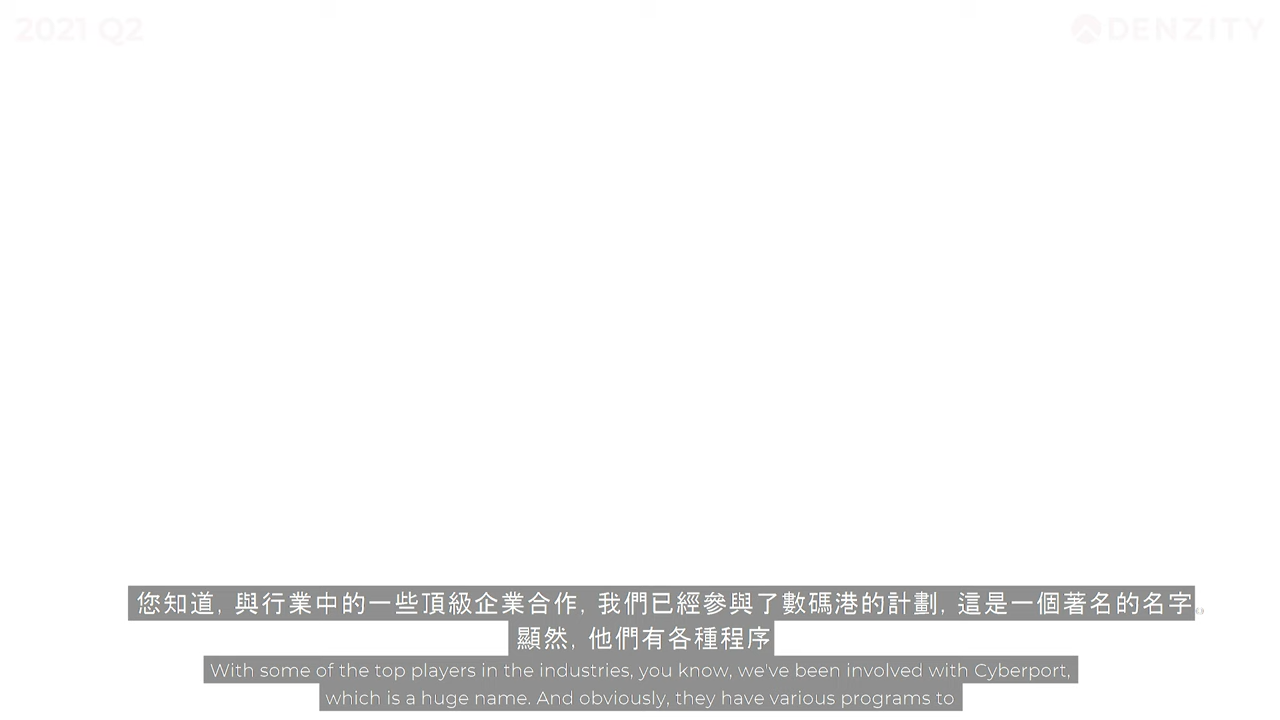 2021 Q2
DENZITY
您知道, 與行業中的一些頂級企業合作, 我們已經參與了數碼港的計劃, 這是一個著名的名字。
顯然, 他們有各種程序
With some of the top players in the industries, you know, we've been involved with Cyberport,
which is a huge name. And obviously, they have various programs to